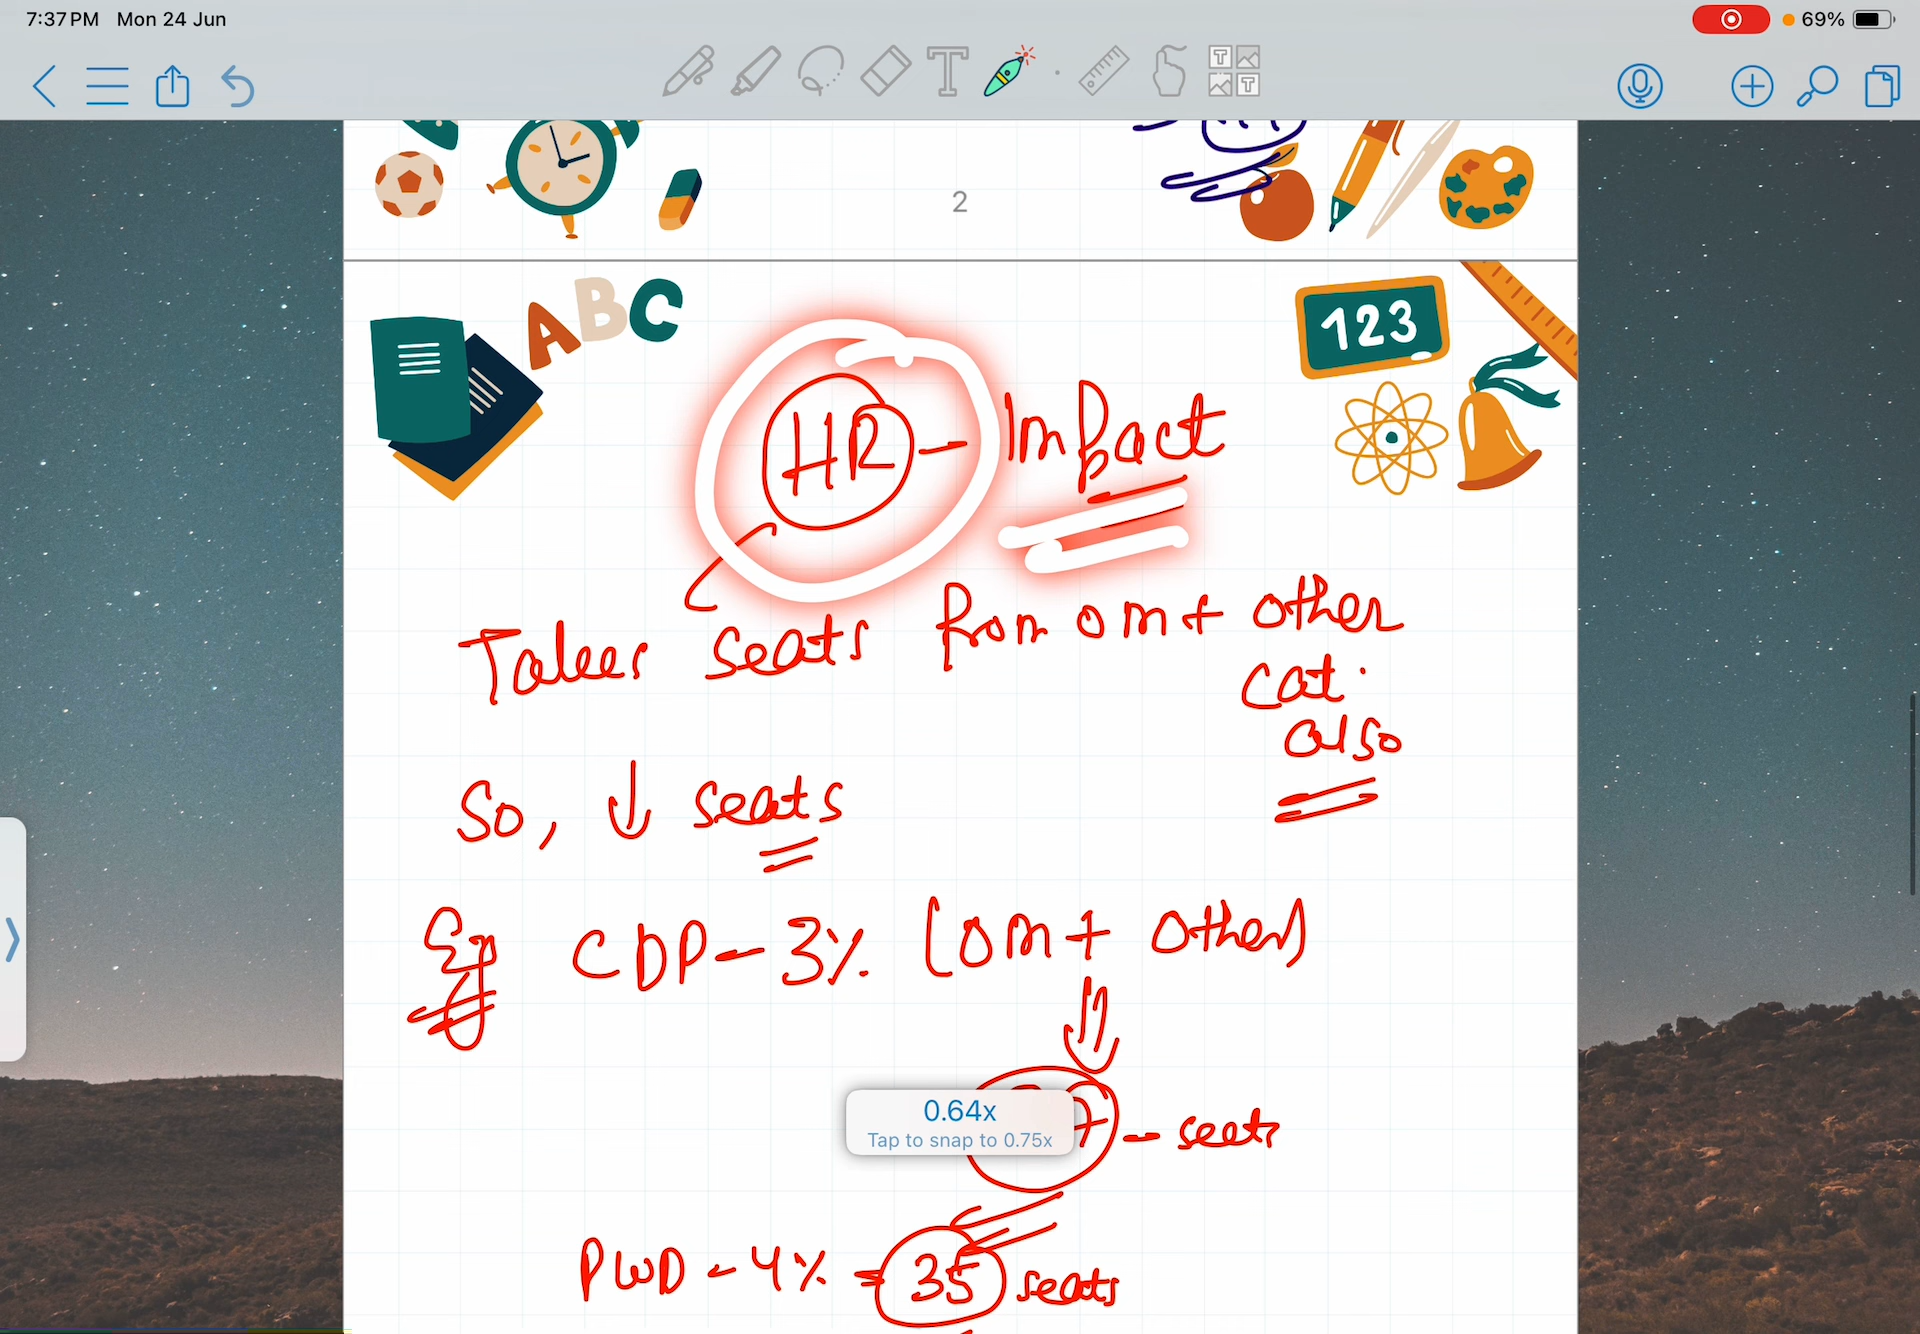 7:37 PM Mon 24 Jun
69%
2
ABC
123
HR - Impact
Takes seats from OM + other
cat.
also
So, ↓ seats
Eg CDP - 3% (OM + Other)
- seats
0.64x
Tap to snap to 0.75x
PWD - 4% = 35 seats